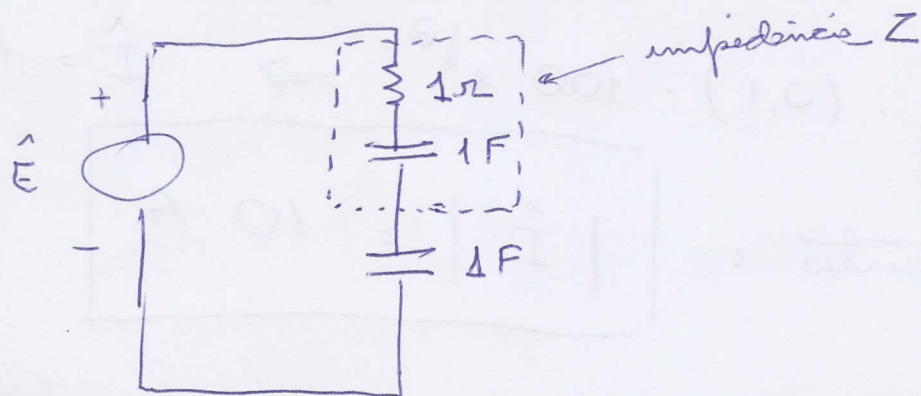 impedância Z
+
1Ω
Ê
1F
−
1F